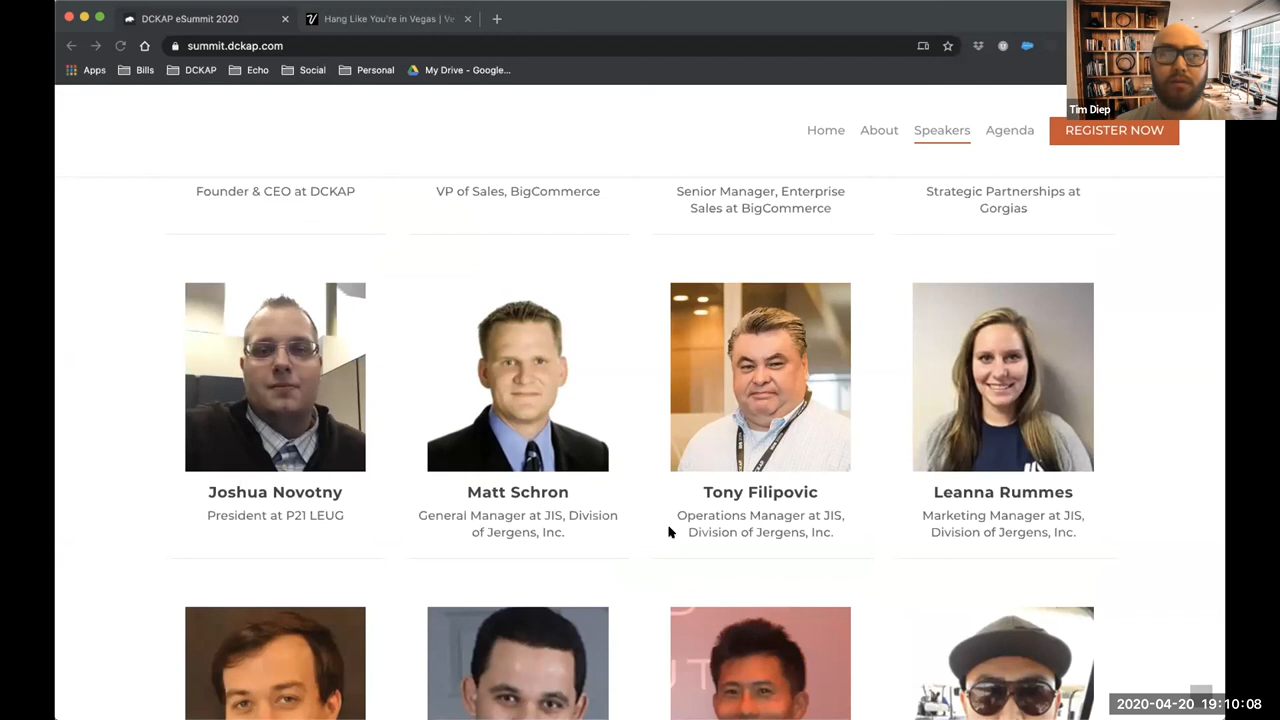 DCKAP eSummit 2020
Hang Like You're in Vegas | Ve
summit.dckap.com
Apps
Bills
DCKAP
Echo
Social
Personal
My Drive - Google...
Tim Diep
Home
About
Speakers
Agenda
REGISTER NOW
Founder & CEO at DCKAP
VP of Sales, BigCommerce
Senior Manager, Enterprise
Sales at BigCommerce
Strategic Partnerships at
Gorgias
Joshua Novotny
President at P21 LEUG
Matt Schron
General Manager at JIS, Division
of Jergens, Inc.
Tony Filipovic
Operations Manager at JIS,
Division of Jergens, Inc.
Leanna Rummes
Marketing Manager at JIS,
Division of Jergens, Inc.
2020-04-20 19:10:08